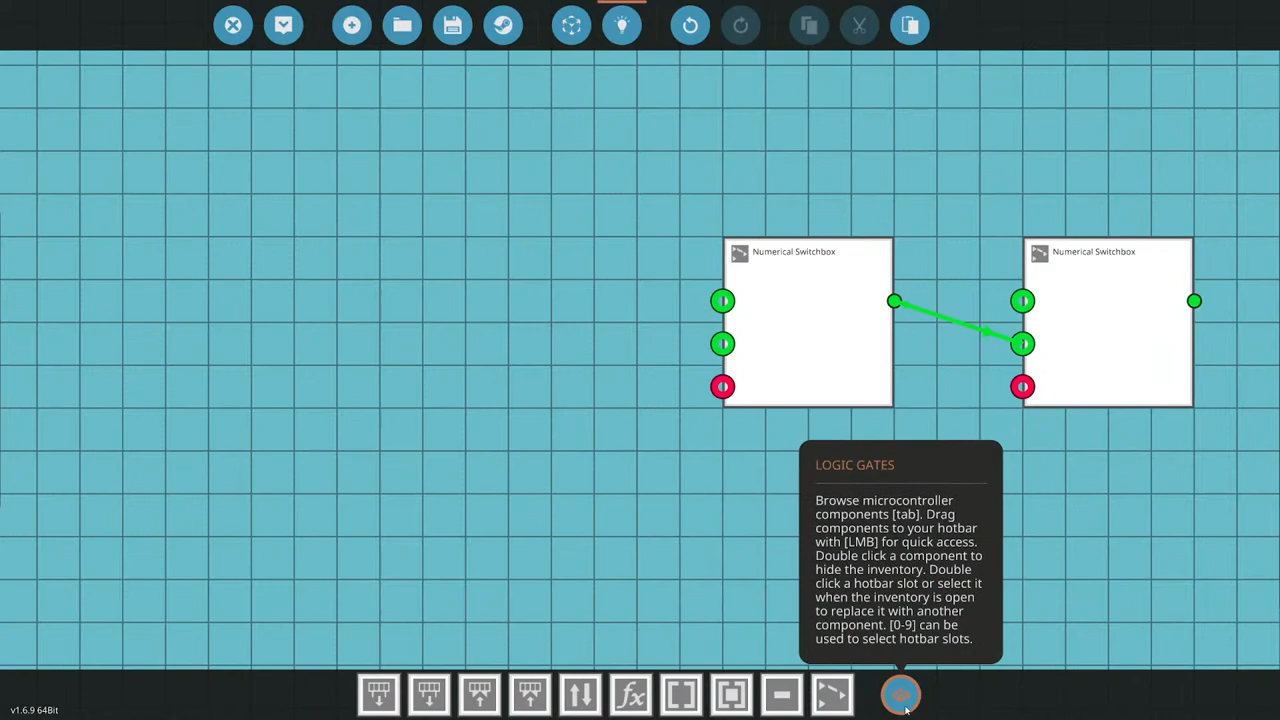 Numerical Switchbox
Numerical Switchbox
LOGIC GATES
Browse microcontroller
components [tab]. Drag
components to your hotbar
with [LMB] for quick access.
Double click a component to
hide the inventory. Double
click a hotbar slot or select it
when the inventory is open
to replace it with another
component. [0-9] can be
used to select hotbar slots.
fx
v1.6.9 64Bit